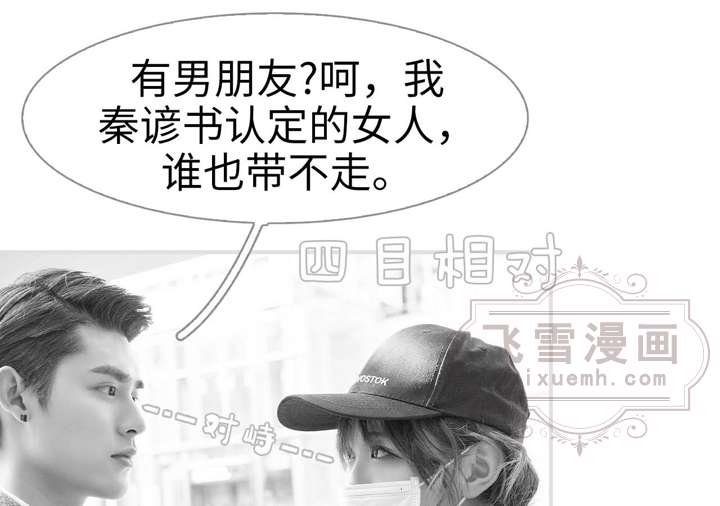 有男朋友?呵，我
秦谚书认定的女人，
谁也带不走。
四目相对
飞雪漫画
ixuemh.com
VOSTOK
---对峙---